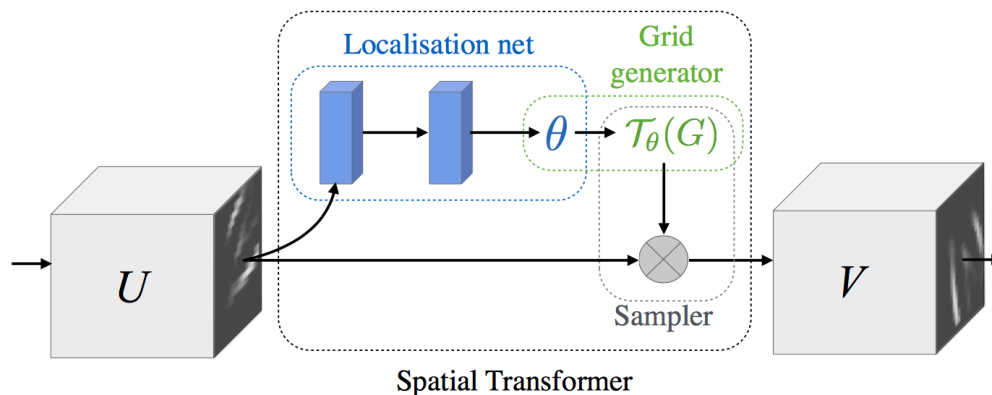 Localisation net
Grid
generator
θ
𝒯θ(G)
U
V
Sampler
Spatial Transformer